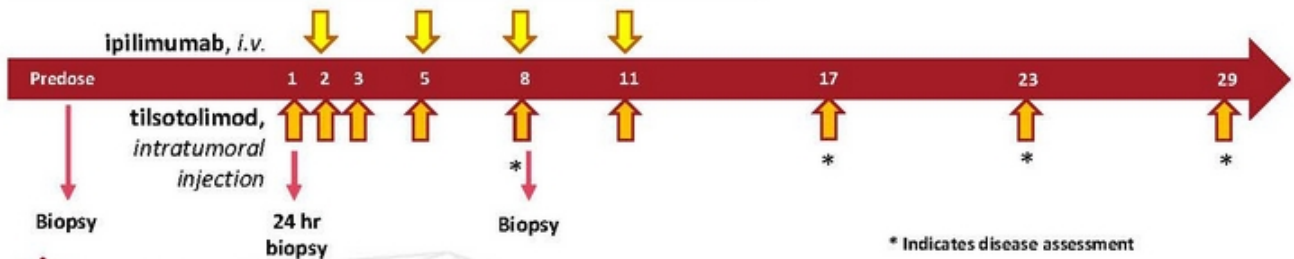 ipilimumab, i.v.
Predose 1 2 3 5 8 11 17 23 29
tilsotolimod,
intratumoral
injection
* * * *
Biopsy
24 hr
biopsy
Biopsy
* Indicates disease assessment